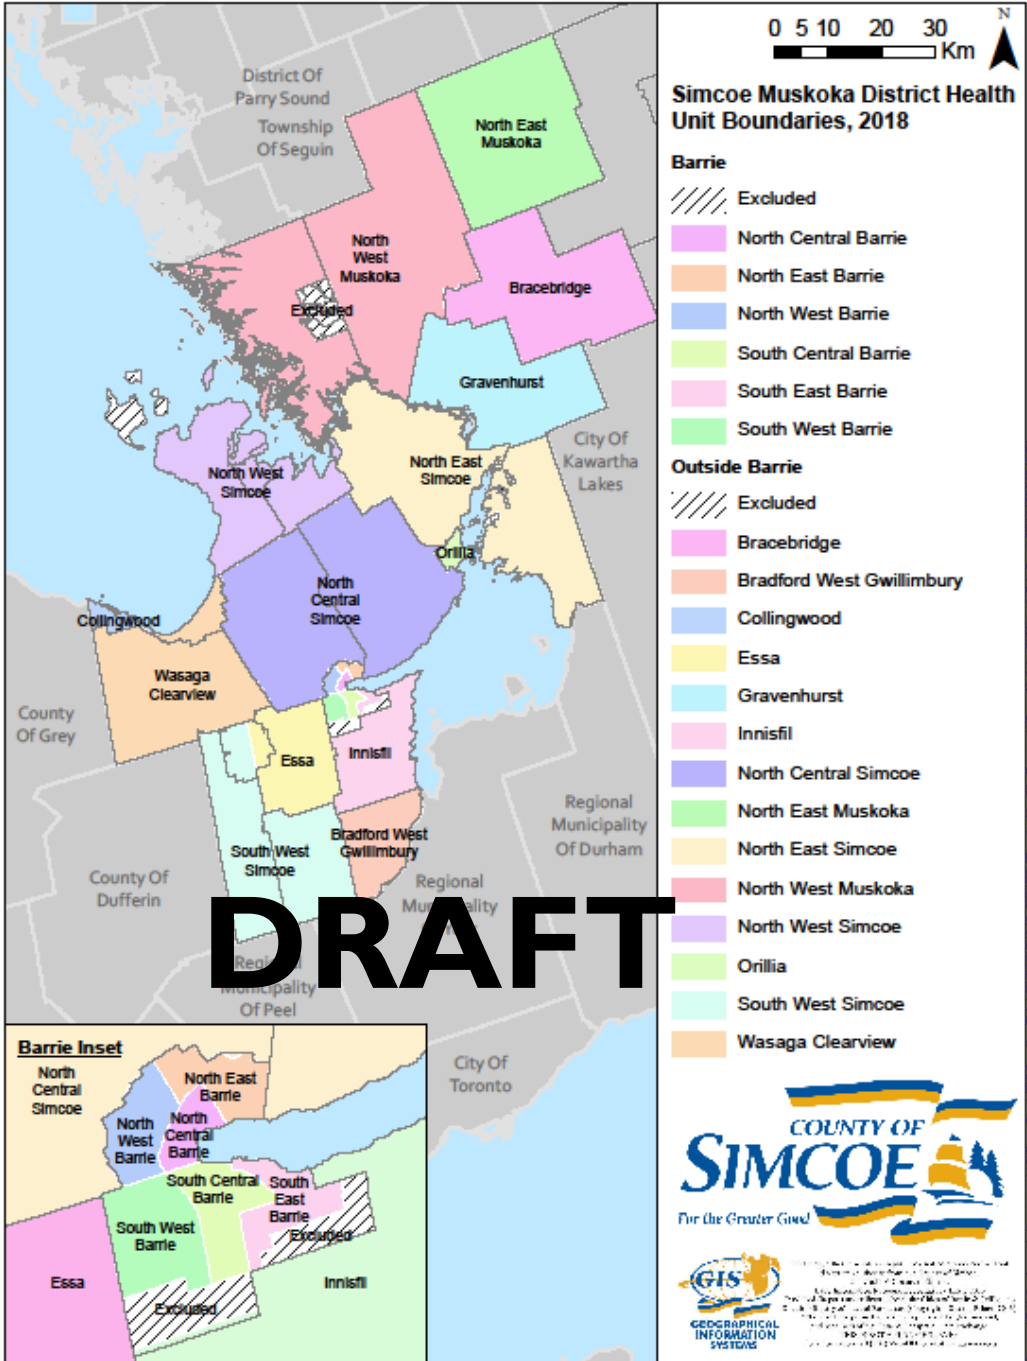 District Of
Parry Sound
Township
Of Seguin
North East
Muskoka
North
West
Muskoka
Excluded
Bracebridge
Gravenhurst
City Of
Kawartha
Lakes
North East
Simcoe
North West
Simcoe
Orillia
North
Central
Simcoe
Collingwood
Wasaga
Clearview
County
Of Grey
Essa
Innisfil
Regional
Municipality
Of Durham
Bradford West
Gwillimbury
South West
Simcoe
County Of
Dufferin
Regional
Municipality
DRAFT
Regional
Municipality
Of Peel
City Of
Toronto
Barrie Inset
North
Central
Simcoe
North East
Barrie
North
West
Barrie
North
Central
Barrie
South Central
Barrie
South
East
Barrie
South West
Barrie
Excluded
Excluded
Essa
Innisfil
N
0 5 10 20 30
Km
Simcoe Muskoka District Health
Unit Boundaries, 2018
Barrie
Excluded
North Central Barrie
North East Barrie
North West Barrie
South Central Barrie
South East Barrie
South West Barrie
Outside Barrie
Excluded
Bracebridge
Bradford West Gwillimbury
Collingwood
Essa
Gravenhurst
Innisfil
North Central Simcoe
North East Muskoka
North East Simcoe
North West Muskoka
North West Simcoe
Orillia
South West Simcoe
Wasaga Clearview
COUNTY OF
SIMCOE
For the Greater Good
GIS
GEOGRAPHICAL
INFORMATION
SYSTEMS